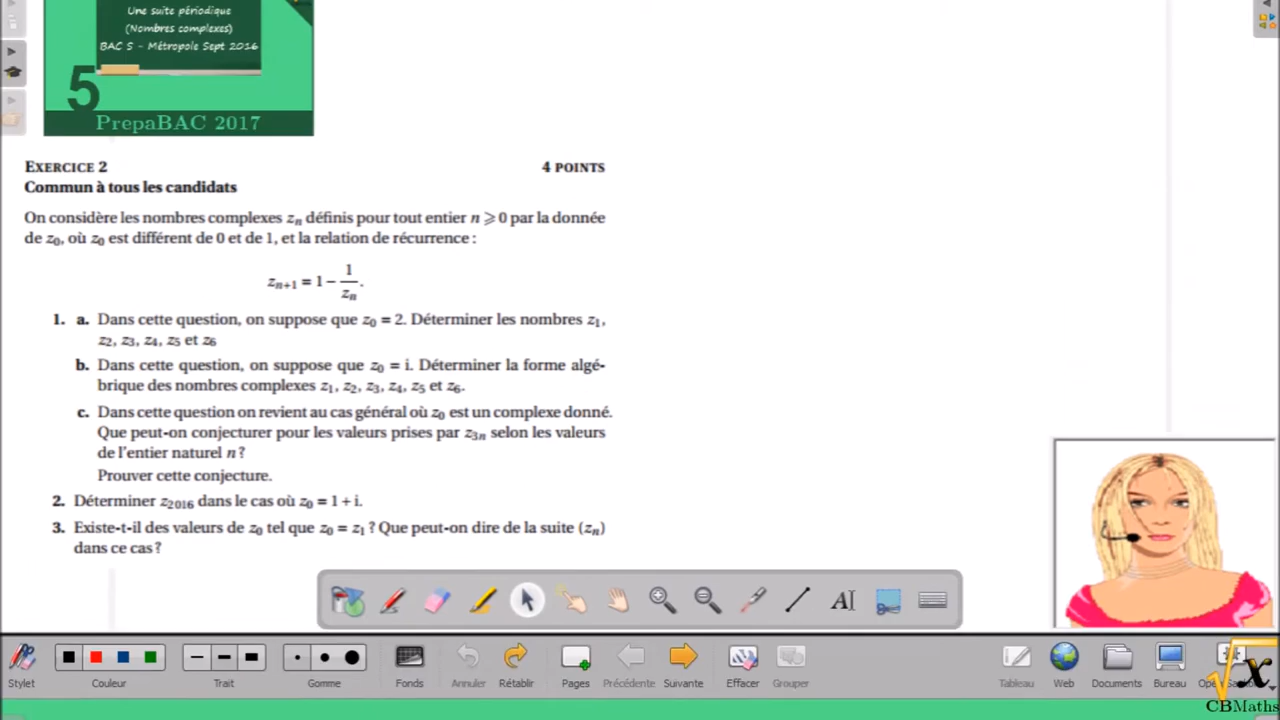 Une suite périodique
(Nombres complexes)
BAC S - Métropole Sept 2016
5
PrepaBAC 2017
EXERCICE 2 4 POINTS
Commun à tous les candidats
On considère les nombres complexes zn définis pour tout entier n ⩾ 0 par la donnée
de z0, où z0 est différent de 0 et de 1, et la relation de récurrence :
zn+1 = 1 − 1/zn.
1. a. Dans cette question, on suppose que z0 = 2. Déterminer les nombres z1,
z2, z3, z4, z5 et z6
b. Dans cette question, on suppose que z0 = i. Déterminer la forme algé-
brique des nombres complexes z1, z2, z3, z4, z5 et z6.
c. Dans cette question on revient au cas général où z0 est un complexe donné.
Que peut-on conjecturer pour les valeurs prises par z3n selon les valeurs
de l'entier naturel n ?
Prouver cette conjecture.
2. Déterminer z2016 dans le cas où z0 = 1 + i.
3. Existe-t-il des valeurs de z0 tel que z0 = z1 ? Que peut-on dire de la suite (zn)
dans ce cas ?
AI
Stylet Couleur Trait Gomme Fonds Annuler Rétablir Pages Précédente Suivante Effacer Grouper Tableau Web Documents Bureau
√x
CBMaths